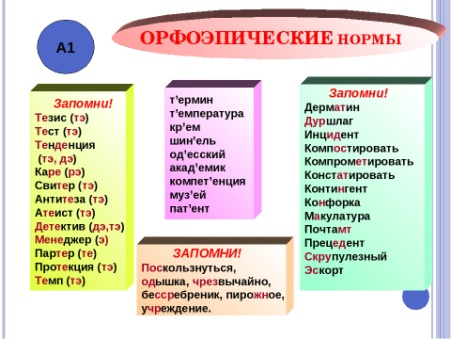 А1
ОРФОЭПИЧЕСКИЕ НОРМЫ
Запомни!
Тезис (тэ)
Тест (тэ)
Тенденция
(тэ, дэ)
Каре (рэ)
Свитер (тэ)
Антитеза (тэ)
Атеист (тэ)
Детектив (дэ,тэ)
Менеджер (э)
Партер (те)
Протекция (тэ)
Темп (тэ)
т'ермин
т'емпература
кр'ем
шин'ель
од'есский
акад'емик
компет'енция
муз'ей
пат'ент
Запомни!
Дерматин
Дуршлаг
Инцидент
Компостировать
Компрометировать
Константировать
Контингент
Конфорка
Макулатура
Почтамт
Прецедент
Скрупулезный
Эскорт
ЗАПОМНИ!
Поскользнуться,
одышка, чрезвычайно,
бессребреник, пирожное,
учреждение.